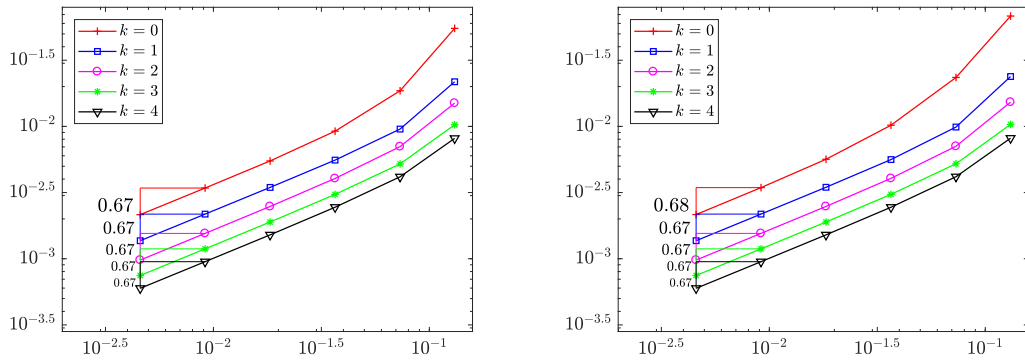 k = 0
k = 1
k = 2
k = 3
k = 4
10^{-1.5}
10^{-2}
10^{-2.5}
10^{-3}
10^{-3.5}
0.67
0.67
0.67
0.67
0.67
10^{-2.5} 10^{-2} 10^{-1.5} 10^{-1}
k = 0
k = 1
k = 2
k = 3
k = 4
10^{-1.5}
10^{-2}
10^{-2.5}
10^{-3}
10^{-3.5}
0.68
0.67
0.67
0.67
0.67
10^{-2.5} 10^{-2} 10^{-1.5} 10^{-1}